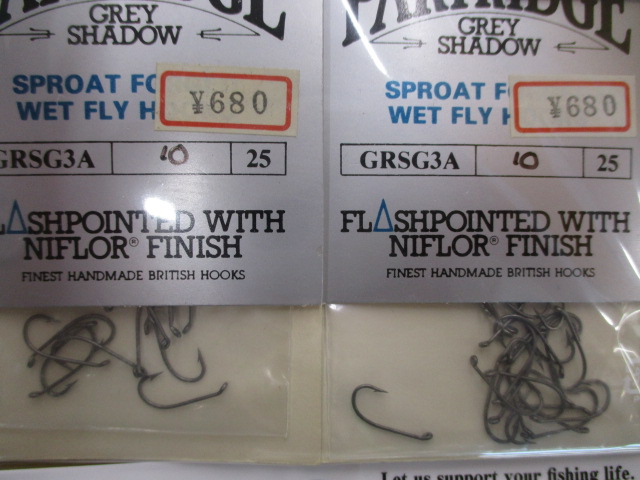 PARTRIDGE
GREY
SHADOW
SPROAT
WET FLY
¥680
GRSG3A 10 25
FLASHPOINTED WITH
NIFLOR® FINISH
FINEST HANDMADE BRITISH HOOKS
PARTRIDGE
GREY
SHADOW
SPROAT
WET FLY
¥680
GRSG3A 10 25
FLASHPOINTED WITH
NIFLOR® FINISH
FINEST HANDMADE BRITISH HOOKS
Let us support your fishing life.